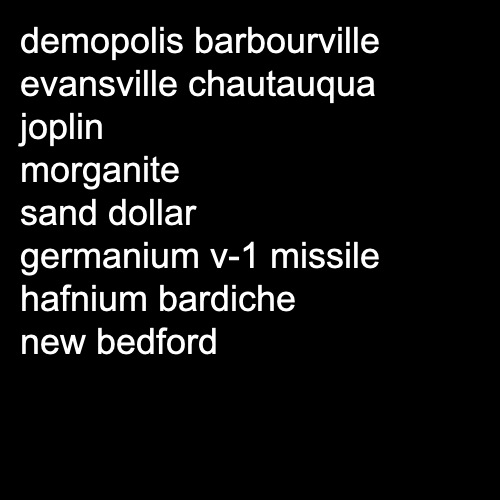 demopolis barbourville
evansville chautauqua
joplin
morganite
sand dollar
germanium v-1 missile
hafnium bardiche
new bedford